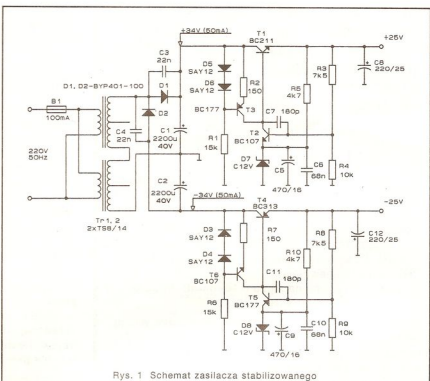 +34V (50mA)
T1
BC211
+25V
C3
22n
D5
SAY12
D6
SAY12
R2
150
R5
4k7
R3
7k5
C8
220/25
D1, D2-BYP401-100
BC177
T3
C7
180p
B1
100mA
D1
D2
T2
BC107
C4
22n
C1
2200u
40V
R1
15k
D7
C12V
C5
470/16
C6
68n
R4
10k
220V
50Hz
C2
2200u
40V
-34V (50mA)
T4
BC313
-25V
Tr1, 2
2xTS8/14
D3
SAY12
D4
SAY12
R7
150
R10
4k7
R8
7k5
C12
220/25
T6
BC107
C11
180p
T5
BC177
R6
15k
D8
C12V
C9
470/16
C10
68n
R9
10k
Rys. 1 Schemat zasilacza stabilizowanego